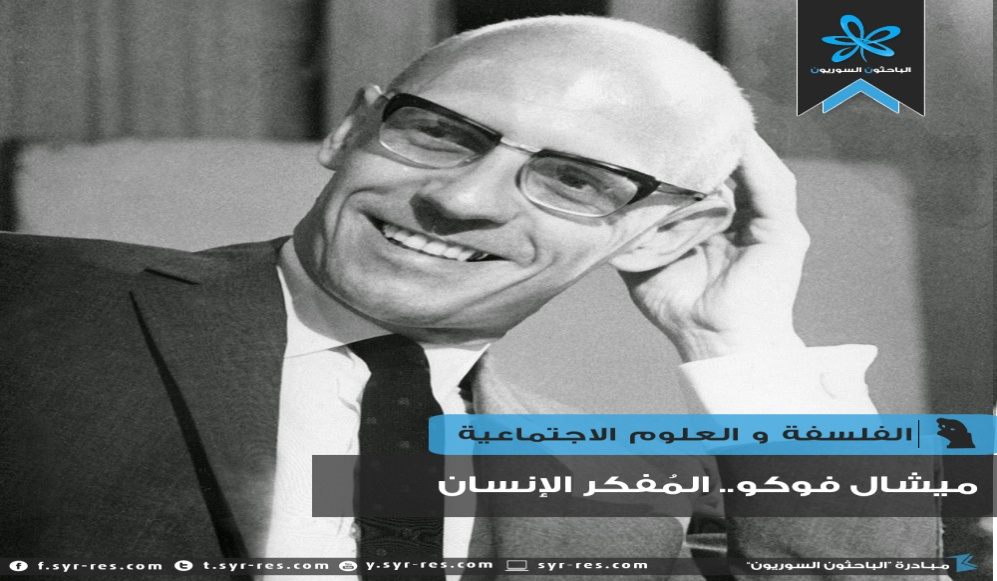 الباحثون السوريون
الفلسفة و العلوم الاجتماعية
ميشال فوكو.. المُفكر الإنسان
f.syr-res.com t.syr-res.com y.syr-res.com syr-res.com مبادرة "الباحثون السوريون"